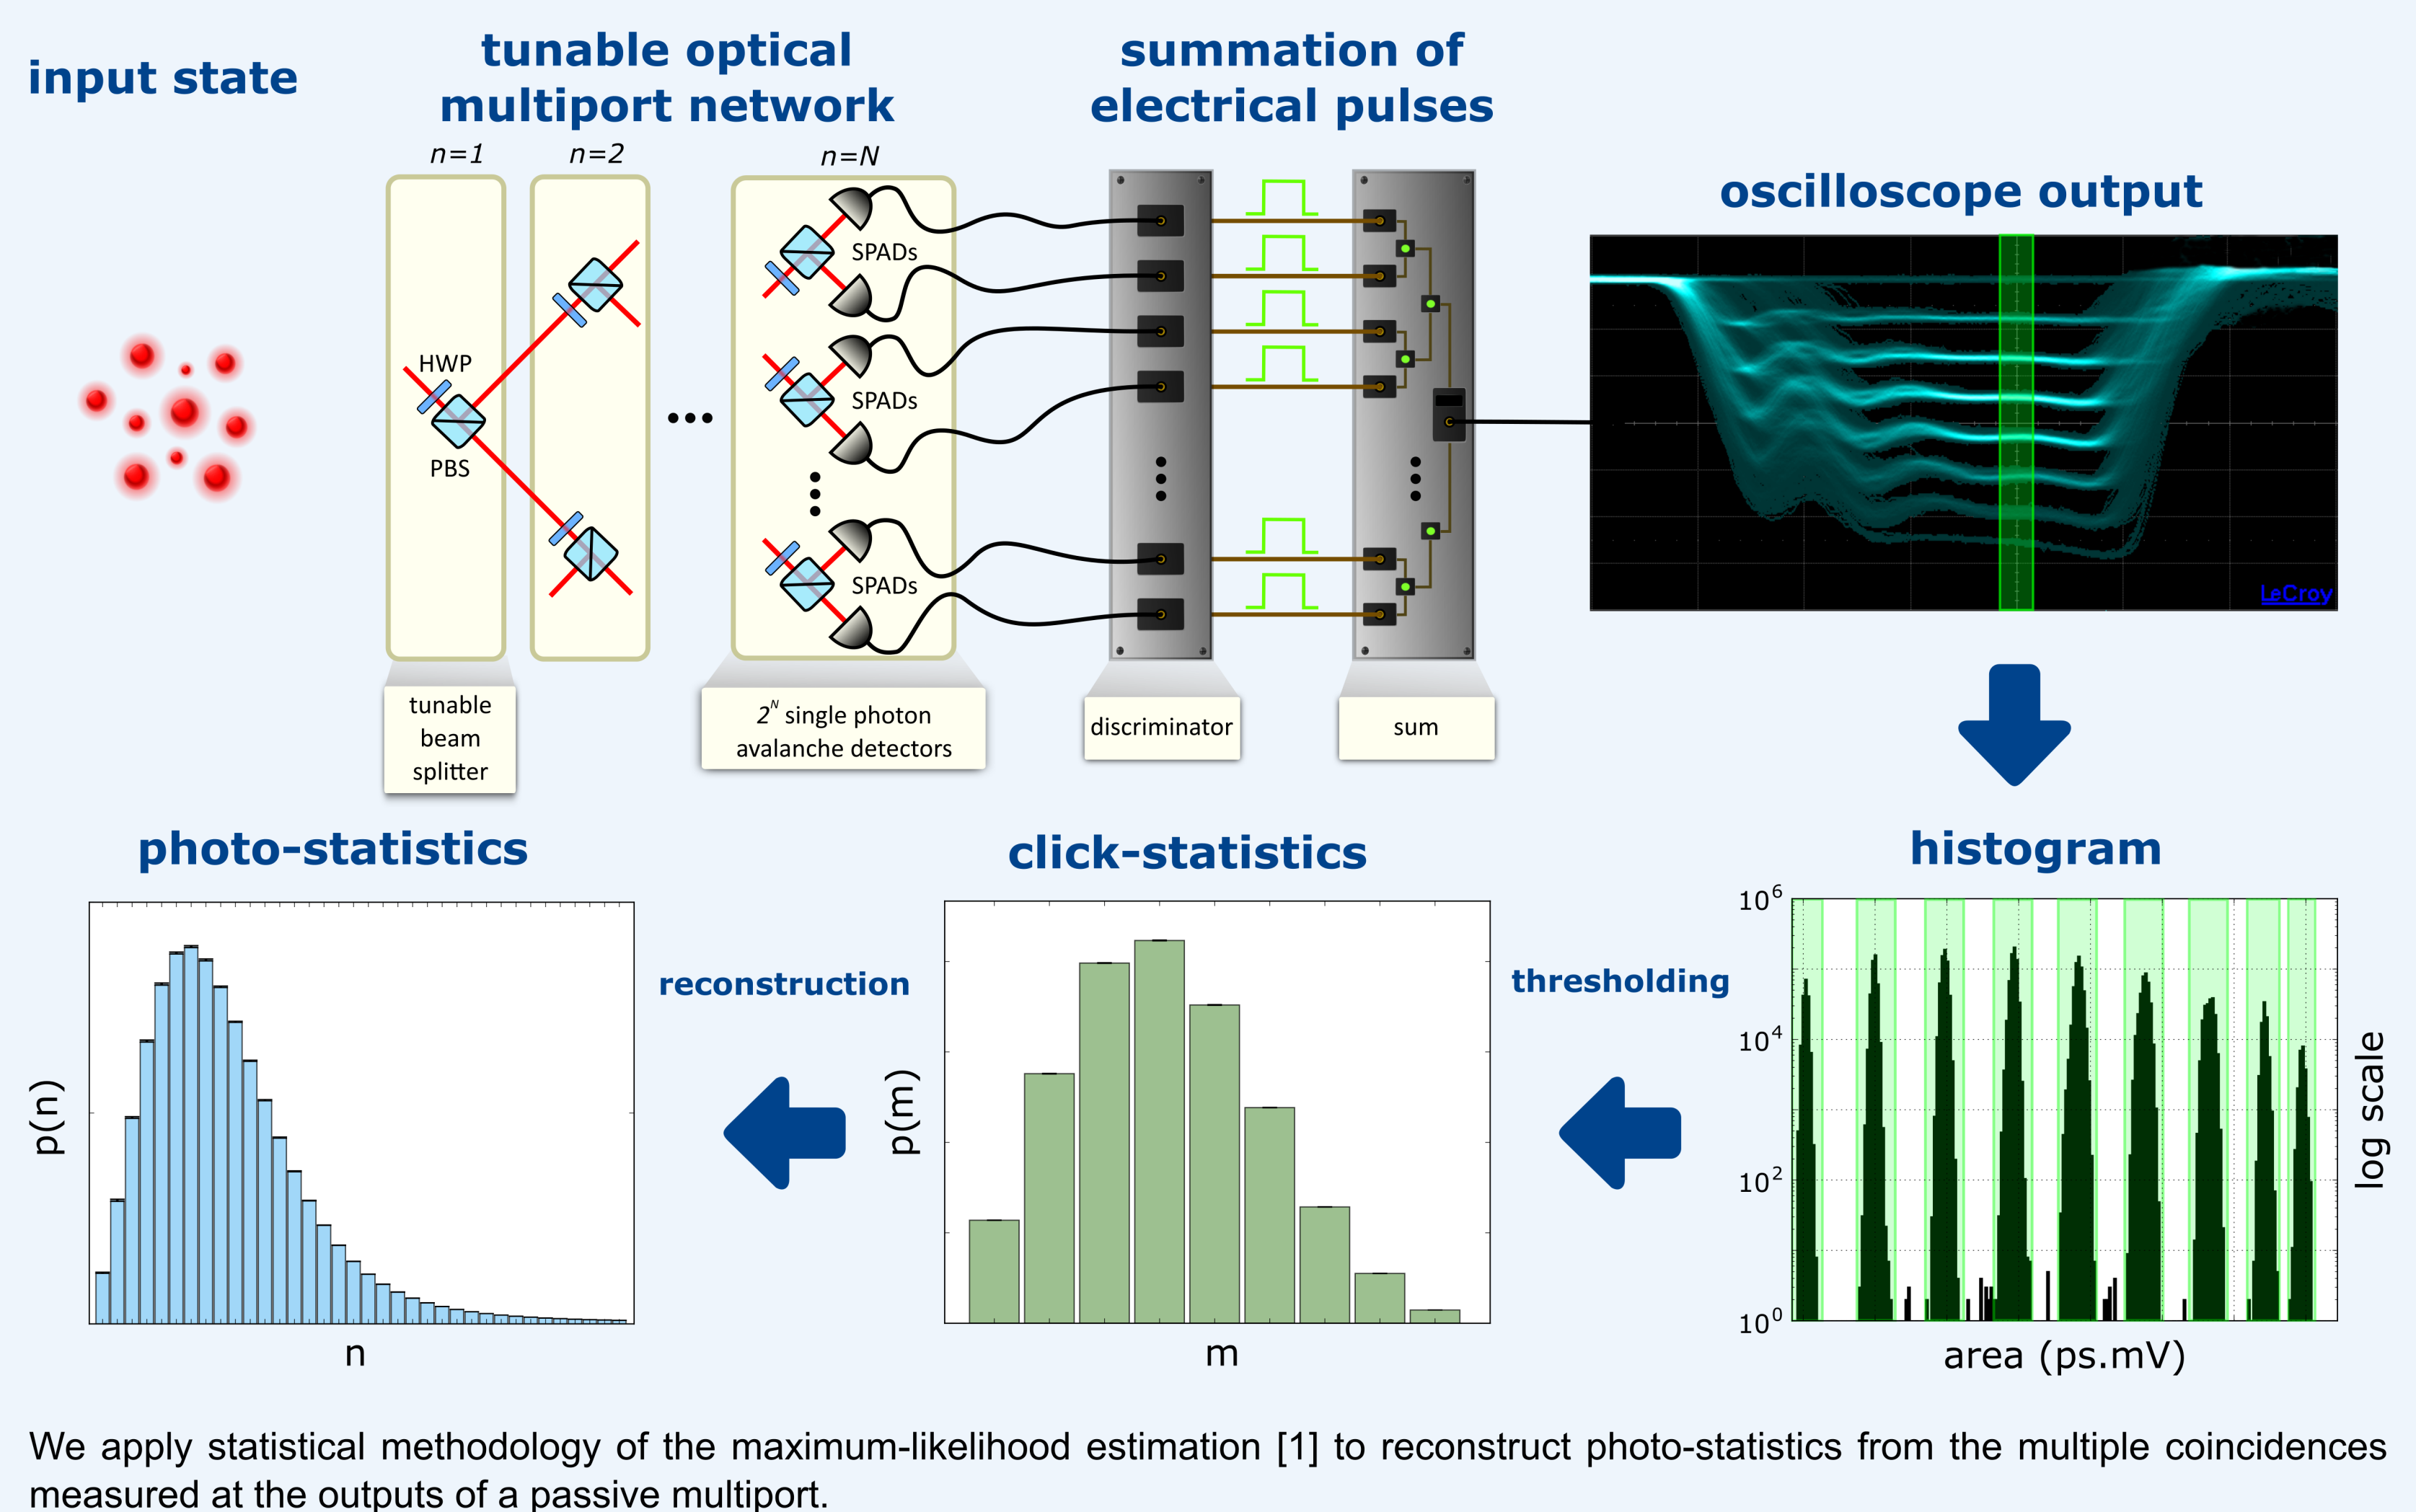 input state
tunable optical
multiport network
summation of
electrical pulses
oscilloscope output
n=1
n=2
n=N
HWP
PBS
SPADs
SPADs
SPADs
LeCroy
tunable
beam
splitter
2^N single photon
avalanche detectors
discriminator
sum
photo-statistics
p(n)
n
reconstruction
click-statistics
p(m)
m
thresholding
histogram
10^6
10^4
10^2
10^0
log scale
area (ps.mV)
We apply statistical methodology of the maximum-likelihood estimation [1] to reconstruct photo-statistics from the multiple coincidences
measured at the outputs of a passive multiport.